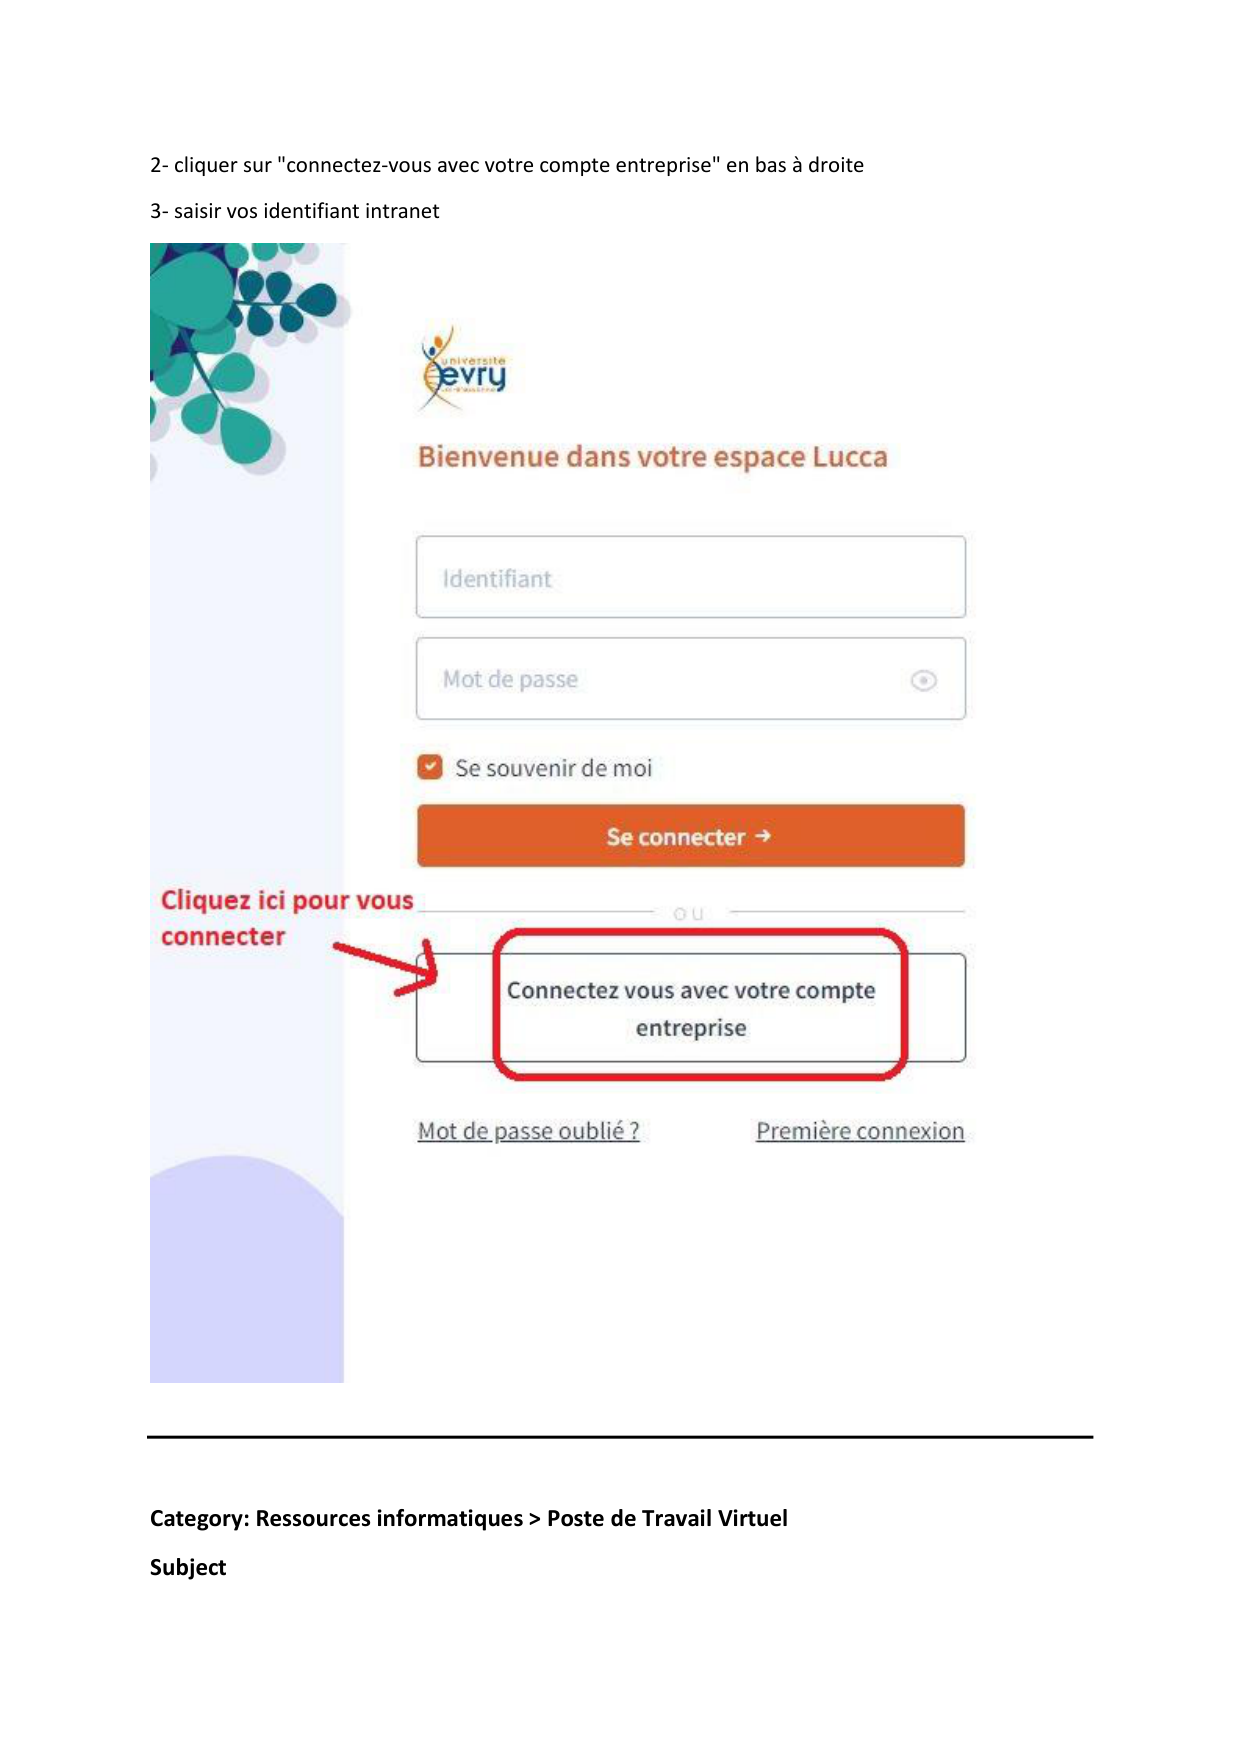 2- cliquer sur "connectez-vous avec votre compte entreprise" en bas à droite
3- saisir vos identifiant intranet
université
evry
Bienvenue dans votre espace Lucca
Identifiant
Mot de passe
Se souvenir de moi
Se connecter →
Cliquez ici pour vous
connecter
ou
Connectez vous avec votre compte
entreprise
Mot de passe oublié ? Première connexion
Category: Ressources informatiques > Poste de Travail Virtuel
Subject